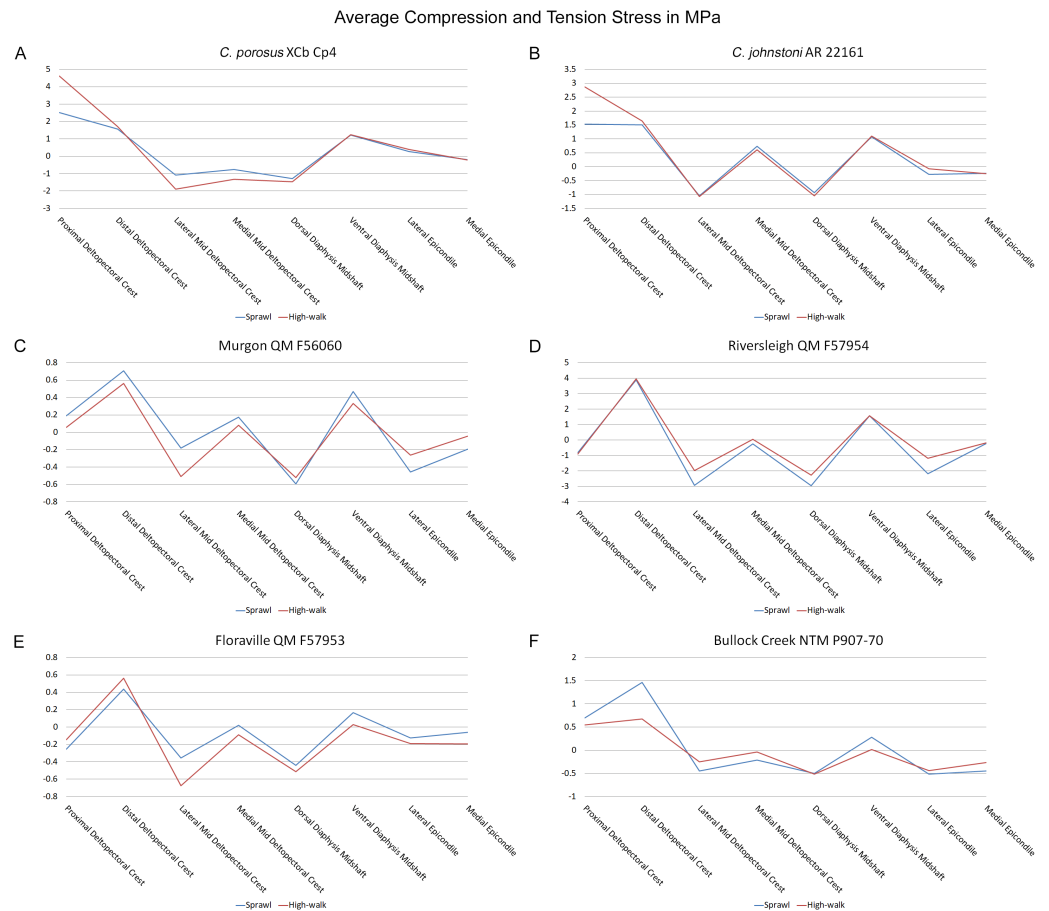 Average Compression and Tension Stress in MPa
A
C. porosus XCb Cp4
5
4
3
2
1
0
-1
-2
-3
Proximal Deltopectoral Crest
Distal Deltopectoral Crest
Lateral Mid Deltopectoral Crest
Medial Mid Deltopectoral Crest
Dorsal Diaphysis Midshaft
Ventral Diaphysis Midshaft
Lateral Epicondile
Medial Epicondile
Sprawl High-walk
B
C. johnstoni AR 22161
3.5
3
2.5
2
1.5
1
0.5
0
-0.5
-1
-1.5
Proximal Deltopectoral Crest
Distal Deltopectoral Crest
Lateral Mid Deltopectoral Crest
Medial Mid Deltopectoral Crest
Dorsal Diaphysis Midshaft
Ventral Diaphysis Midshaft
Lateral Epicondile
Medial Epicondile
Sprawl High-walk
C
Murgon QM F56060
0.8
0.6
0.4
0.2
0
-0.2
-0.4
-0.6
-0.8
Proximal Deltopectoral Crest
Distal Deltopectoral Crest
Lateral Mid Deltopectoral Crest
Medial Mid Deltopectoral Crest
Dorsal Diaphysis Midshaft
Ventral Diaphysis Midshaft
Lateral Epicondile
Medial Epicondile
Sprawl High-walk
D
Riversleigh QM F57954
5
4
3
2
1
0
-1
-2
-3
-4
Proximal Deltopectoral Crest
Distal Deltopectoral Crest
Lateral Mid Deltopectoral Crest
Medial Mid Deltopectoral Crest
Dorsal Diaphysis Midshaft
Ventral Diaphysis Midshaft
Lateral Epicondile
Medial Epicondile
Sprawl High-walk
E
Floraville QM F57953
0.8
0.6
0.4
0.2
0
-0.2
-0.4
-0.6
-0.8
Proximal Deltopectoral Crest
Distal Deltopectoral Crest
Lateral Mid Deltopectoral Crest
Medial Mid Deltopectoral Crest
Dorsal Diaphysis Midshaft
Ventral Diaphysis Midshaft
Lateral Epicondile
Medial Epicondile
Sprawl High-walk
F
Bullock Creek NTM P907-70
2
1.5
1
0.5
0
-0.5
-1
Proximal Deltopectoral Crest
Distal Deltopectoral Crest
Lateral Mid Deltopectoral Crest
Medial Mid Deltopectoral Crest
Dorsal Diaphysis Midshaft
Ventral Diaphysis Midshaft
Lateral Epicondile
Medial Epicondile
Sprawl High-walk